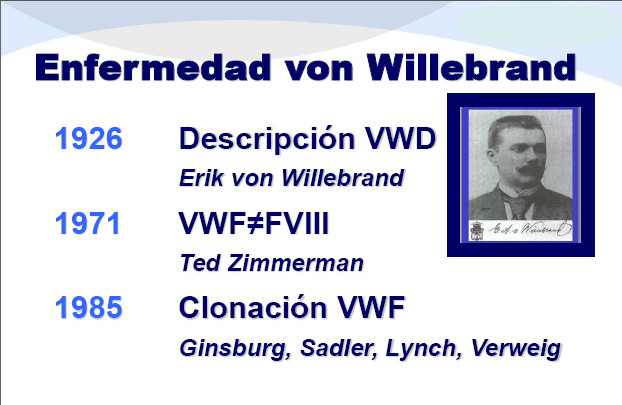 Enfermedad von Willebrand
1926 Descripción VWD
Erik von Willebrand
1971 VWF≠FVIII
Ted Zimmerman
1985 Clonación VWF
Ginsburg, Sadler, Lynch, Verweig